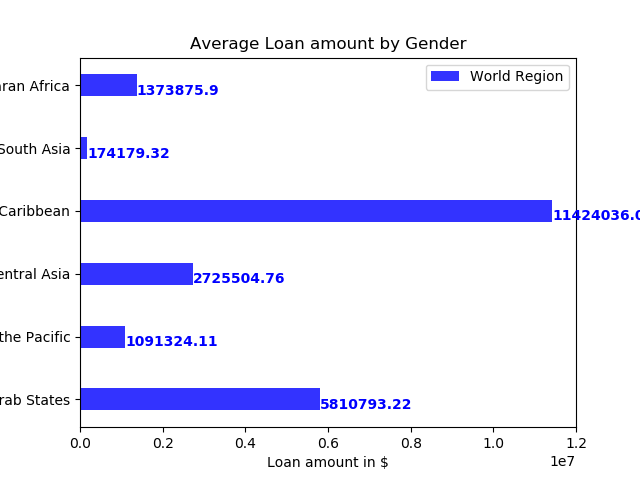 Average Loan amount by Gender
World Region
ran Africa
1373875.9
South Asia
174179.32
Caribbean
11424036.0
entral Asia
2725504.76
the Pacific
1091324.11
rab States
5810793.22
0.0 0.2 0.4 0.6 0.8 1.0 1.2
1e7
Loan amount in $